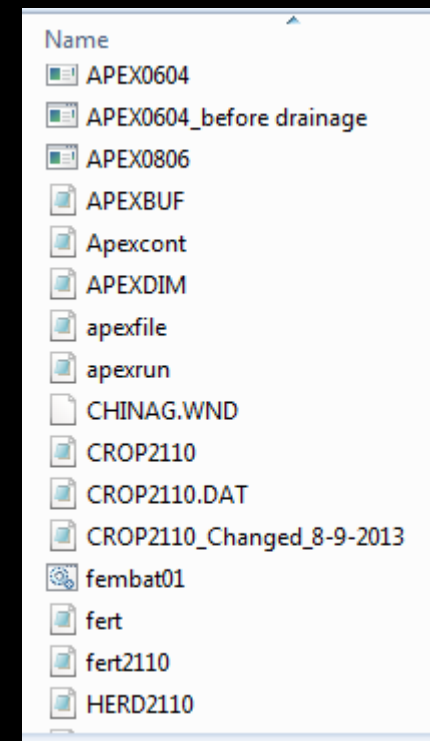 Name
APEX0604
APEX0604_before drainage
APEX0806
APEXBUF
Apexcont
APEXDIM
apexfile
apexrun
CHINAG.WND
CROP2110
CROP2110.DAT
CROP2110_Changed_8-9-2013
fembat01
fert
fert2110
HERD2110